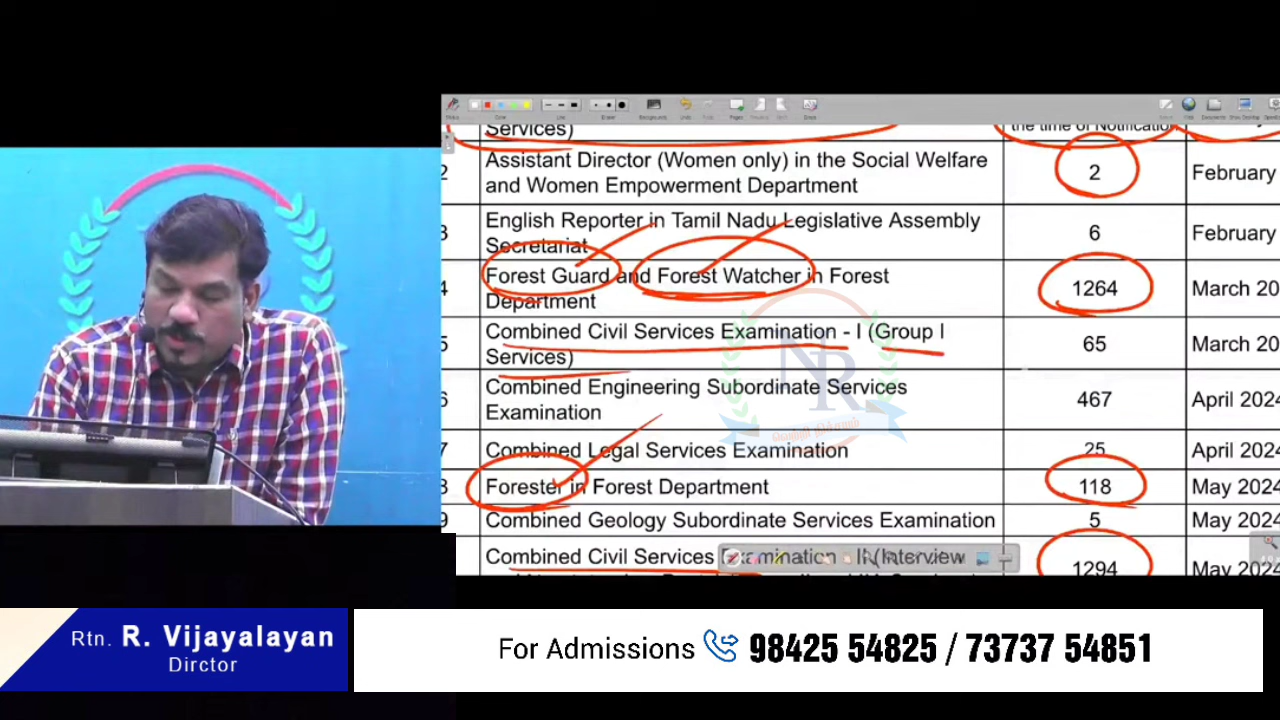 Services)
the time of Notification
2
Assistant Director (Women only) in the Social Welfare
and Women Empowerment Department
2
February
3
English Reporter in Tamil Nadu Legislative Assembly
Secretariat
6
February
4
Forest Guard and Forest Watcher in Forest
Department
1264
March 20
5
Combined Civil Services Examination - I (Group I
Services)
65
March 20
6
Combined Engineering Subordinate Services
Examination
467
April 2024
7
Combined Legal Services Examination
25
April 2024
8
Forester in Forest Department
118
May 2024
9
Combined Geology Subordinate Services Examination
5
May 2024
Combined Civil Services Examination - II (Interview
1294
May 2024
NR
Rtn. R. Vijayalayan
Dirctor
For Admissions 98425 54825 / 73737 54851